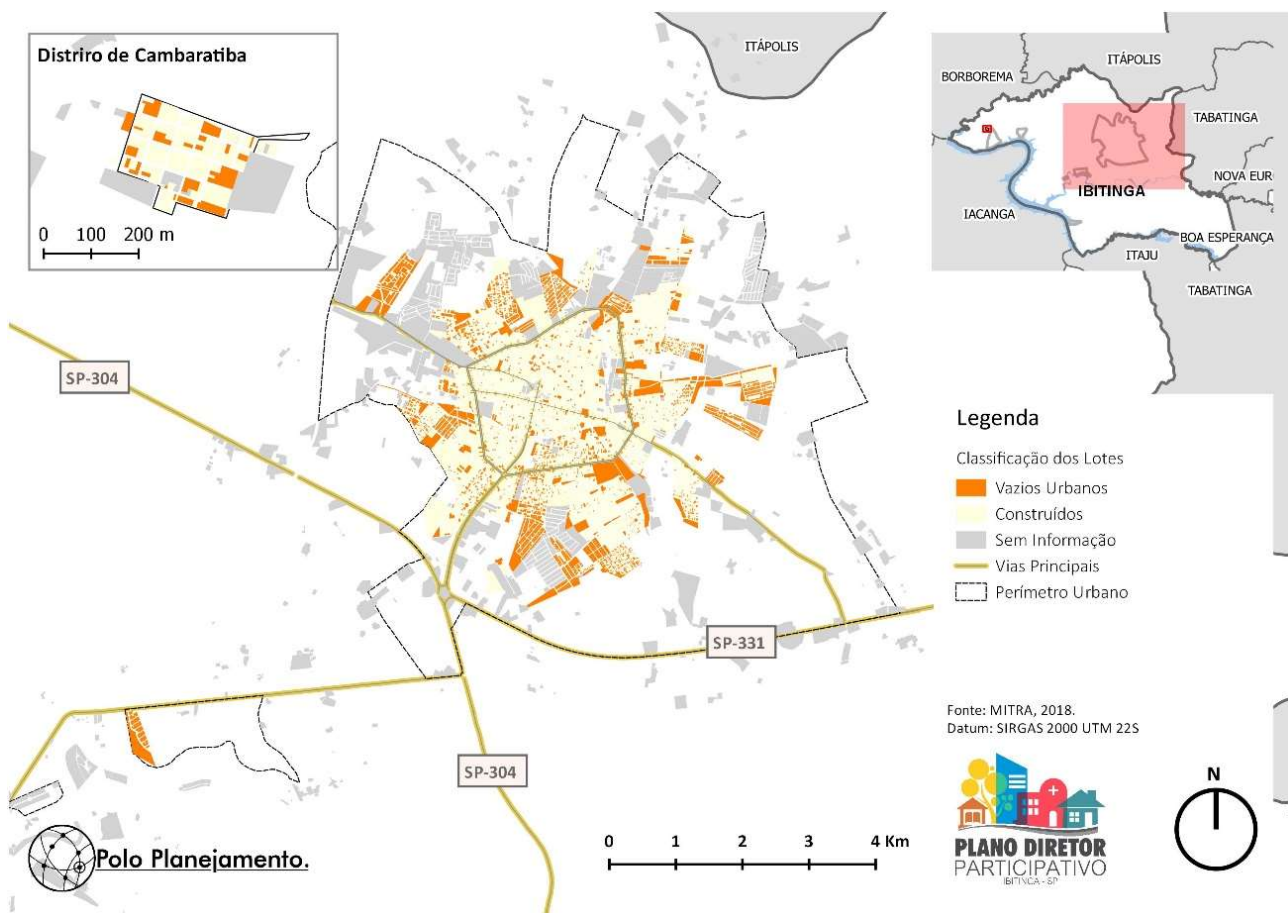 Distriro de Cambaratiba
0 100 200 m
ITÁPOLIS
BORBOREMA
ITÁPOLIS
TABATINGA
NOVA EUR
IBITINGA
IACANGA
BOA ESPERANÇA
ITAJU
TABATINGA
SP-304
SP-331
SP-304
Legenda
Classificação dos Lotes
Vazios Urbanos
Construídos
Sem Informação
Vias Principais
Perímetro Urbano
Fonte: MITRA, 2018.
Datum: SIRGAS 2000 UTM 22S
PLANO DIRETOR
PARTICIPATIVO
IBITINGA - SP
N
0 1 2 3 4 Km
Polo Planejamento.